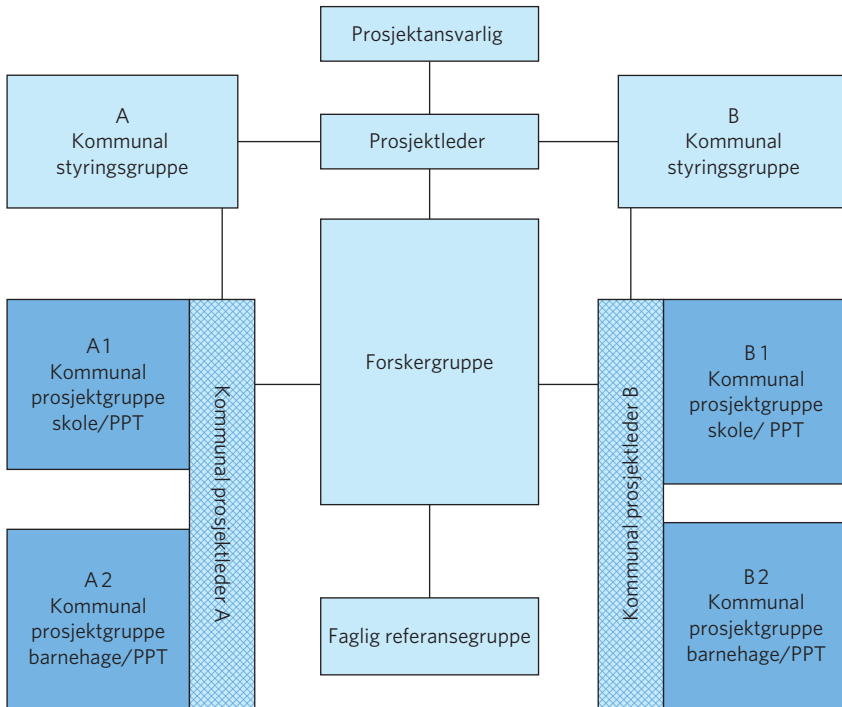 Prosjektansvarlig
A
Kommunal
styringsgruppe
Prosjektleder
B
Kommunal
styringsgruppe
A 1
Kommunal
prosjektgruppe
skole/PPT
Kommunal prosjektleder A
Forskergruppe
Kommunal prosjektleder B
B 1
Kommunal
prosjektgruppe
skole/ PPT
A 2
Kommunal
prosjektgruppe
barnehage/PPT
Faglig referansegruppe
B 2
Kommunal
prosjektgruppe
barnehage/PPT